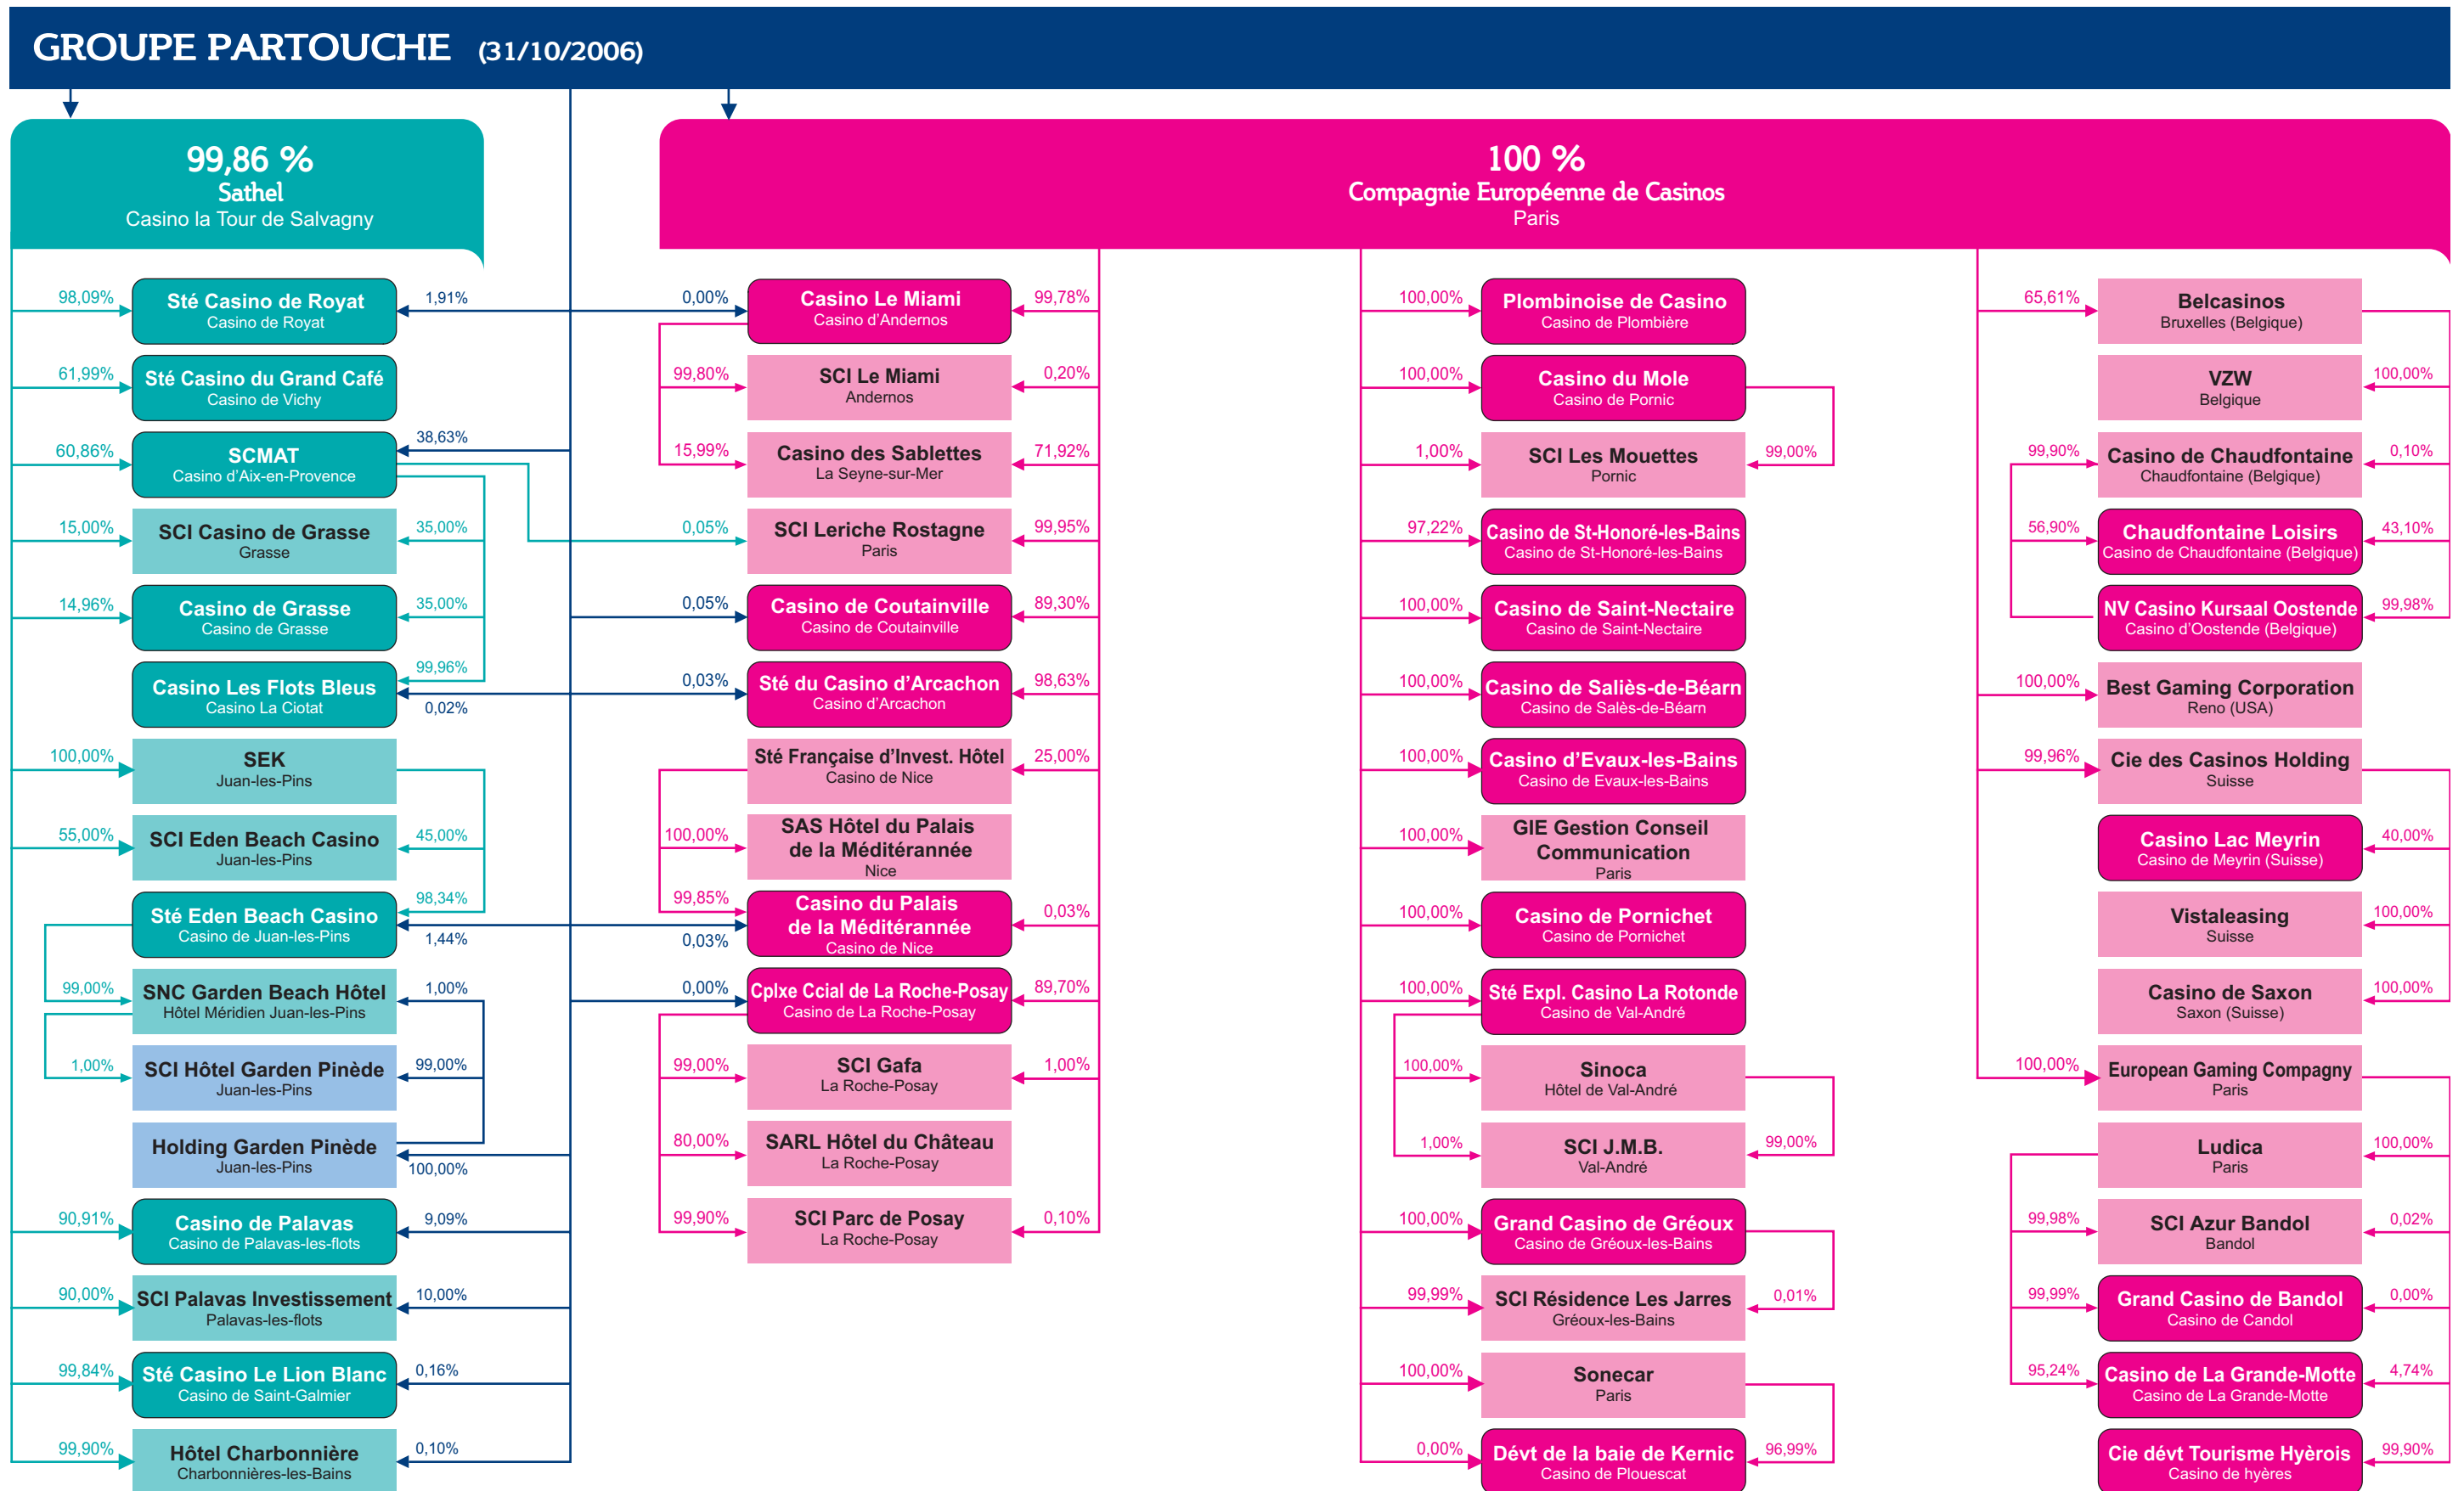 GROUPE PARTOUCHE (31/10/2006)
99,86 %
Sathel
Casino la Tour de Salvagny
100 %
Compagnie Européenne de Casinos
Paris
98,09%
Sté Casino de Royat
Casino de Royat
1,91%
61,99%
Sté Casino du Grand Café
Casino de Vichy
60,86%
SCMAT
Casino d'Aix-en-Provence
38,63%
15,00%
SCI Casino de Grasse
Grasse
35,00%
14,96%
Casino de Grasse
Casino de Grasse
35,00%
Casino Les Flots Bleus
Casino La Ciotat
99,96%
0,02%
100,00%
SEK
Juan-les-Pins
55,00%
SCI Eden Beach Casino
Juan-les-Pins
45,00%
Sté Eden Beach Casino
Casino de Juan-les-Pins
98,34%
1,44%
99,00%
SNC Garden Beach Hôtel
Hôtel Méridien Juan-les-Pins
1,00%
1,00%
SCI Hôtel Garden Pinède
Juan-les-Pins
99,00%
Holding Garden Pinède
Juan-les-Pins
100,00%
90,91%
Casino de Palavas
Casino de Palavas-les-flots
9,09%
90,00%
SCI Palavas Investissement
Palavas-les-flots
10,00%
99,84%
Sté Casino Le Lion Blanc
Casino de Saint-Galmier
0,16%
99,90%
Hôtel Charbonnière
Charbonnières-les-Bains
0,10%
0,00%
Casino Le Miami
Casino d'Andernos
99,78%
99,80%
SCI Le Miami
Andernos
0,20%
15,99%
Casino des Sablettes
La Seyne-sur-Mer
71,92%
0,05%
SCI Leriche Rostagne
Paris
99,95%
0,05%
Casino de Coutainville
Casino de Coutainville
89,30%
0,03%
Sté du Casino d'Arcachon
Casino d'Arcachon
98,63%
Sté Française d'Invest. Hôtel
Casino de Nice
25,00%
100,00%
SAS Hôtel du Palais
de la Méditérannée
Nice
99,85%
0,03%
Casino du Palais
de la Méditérannée
Casino de Nice
0,03%
0,00%
Cplxe Ccial de La Roche-Posay
Casino de La Roche-Posay
89,70%
99,00%
SCI Gafa
La Roche-Posay
1,00%
80,00%
SARL Hôtel du Château
La Roche-Posay
99,90%
SCI Parc de Posay
La Roche-Posay
0,10%
100,00%
Plombinoise de Casino
Casino de Plombière
100,00%
Casino du Mole
Casino de Pornic
1,00%
SCI Les Mouettes
Pornic
99,00%
97,22%
Casino de St-Honoré-les-Bains
Casino de St-Honoré-les-Bains
100,00%
Casino de Saint-Nectaire
Casino de Saint-Nectaire
100,00%
Casino de Saliès-de-Béarn
Casino de Salès-de-Béarn
100,00%
Casino d'Evaux-les-Bains
Casino de Evaux-les-Bains
100,00%
GIE Gestion Conseil
Communication
Paris
100,00%
Casino de Pornichet
Casino de Pornichet
100,00%
Sté Expl. Casino La Rotonde
Casino de Val-André
100,00%
Sinoca
Hôtel de Val-André
1,00%
SCI J.M.B.
Val-André
99,00%
100,00%
Grand Casino de Gréoux
Casino de Gréoux-les-Bains
99,99%
SCI Résidence Les Jarres
Gréoux-les-Bains
0,01%
100,00%
Sonecar
Paris
0,00%
Dévt de la baie de Kernic
Casino de Plouescat
96,99%
65,61%
Belcasinos
Bruxelles (Belgique)
VZW
Belgique
100,00%
99,90%
Casino de Chaudfontaine
Chaudfontaine (Belgique)
0,10%
56,90%
Chaudfontaine Loisirs
Casino de Chaudfontaine (Belgique)
43,10%
NV Casino Kursaal Oostende
Casino d'Oostende (Belgique)
99,98%
100,00%
Best Gaming Corporation
Reno (USA)
99,96%
Cie des Casinos Holding
Suisse
Casino Lac Meyrin
Casino de Meyrin (Suisse)
40,00%
Vistaleasing
Suisse
100,00%
Casino de Saxon
Saxon (Suisse)
100,00%
100,00%
European Gaming Compagny
Paris
Ludica
Paris
100,00%
99,98%
SCI Azur Bandol
Bandol
0,02%
99,99%
Grand Casino de Bandol
Casino de Candol
0,00%
95,24%
Casino de La Grande-Motte
Casino de La Grande-Motte
4,74%
Cie dévt Tourisme Hyèrois
Casino de hyères
99,90%